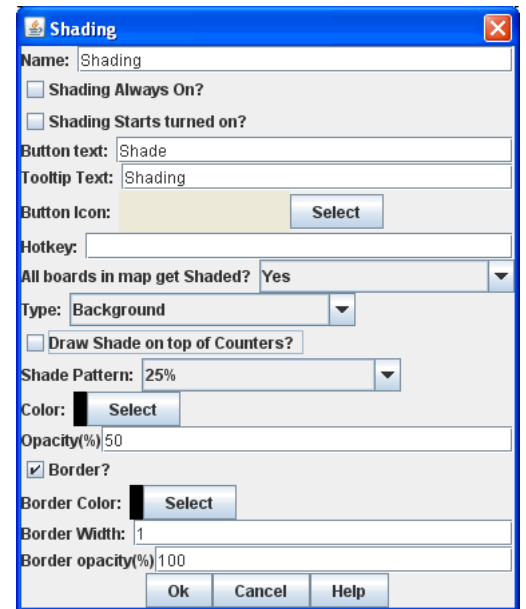 Shading
Name: Shading
Shading Always On?
Shading Starts turned on?
Button text: Shade
Tooltip Text: Shading
Button Icon: Select
Hotkey:
All boards in map get Shaded? Yes
Type: Background
Draw Shade on top of Counters?
Shade Pattern: 25%
Color: Select
Opacity(%) 50
Border?
Border Color: Select
Border Width: 1
Border opacity(%) 100
Ok Cancel Help